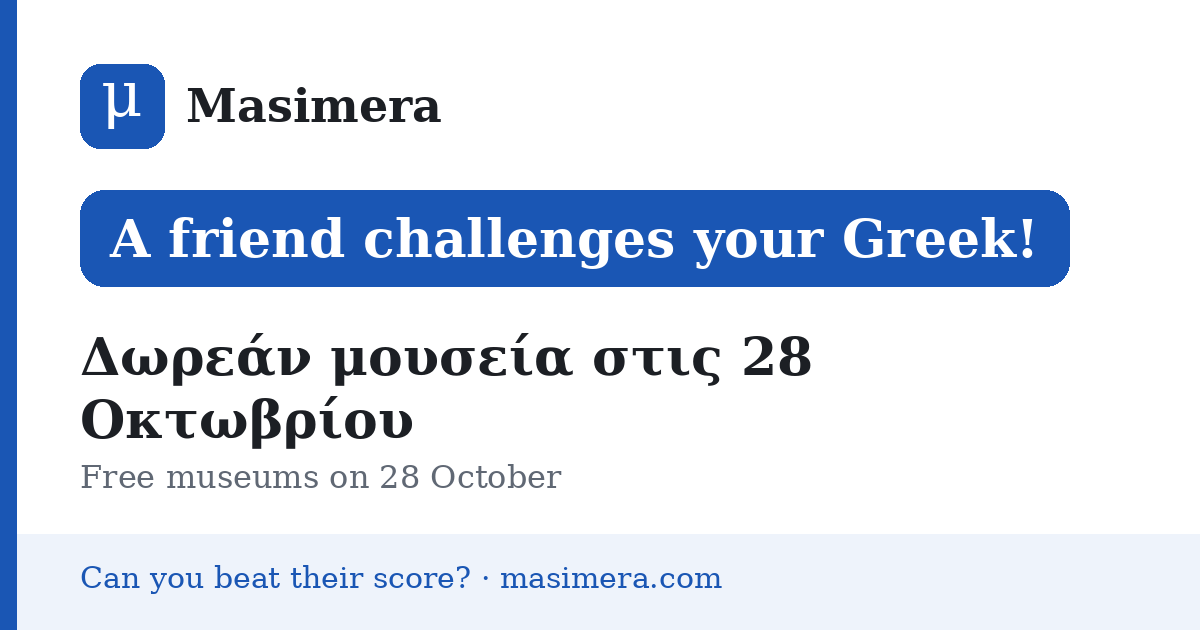 μ
Masimera
A friend challenges your Greek!
Δωρεάν μουσεία στις 28
Οκτωβρίου
Free museums on 28 October
Can you beat their score? · masimera.com